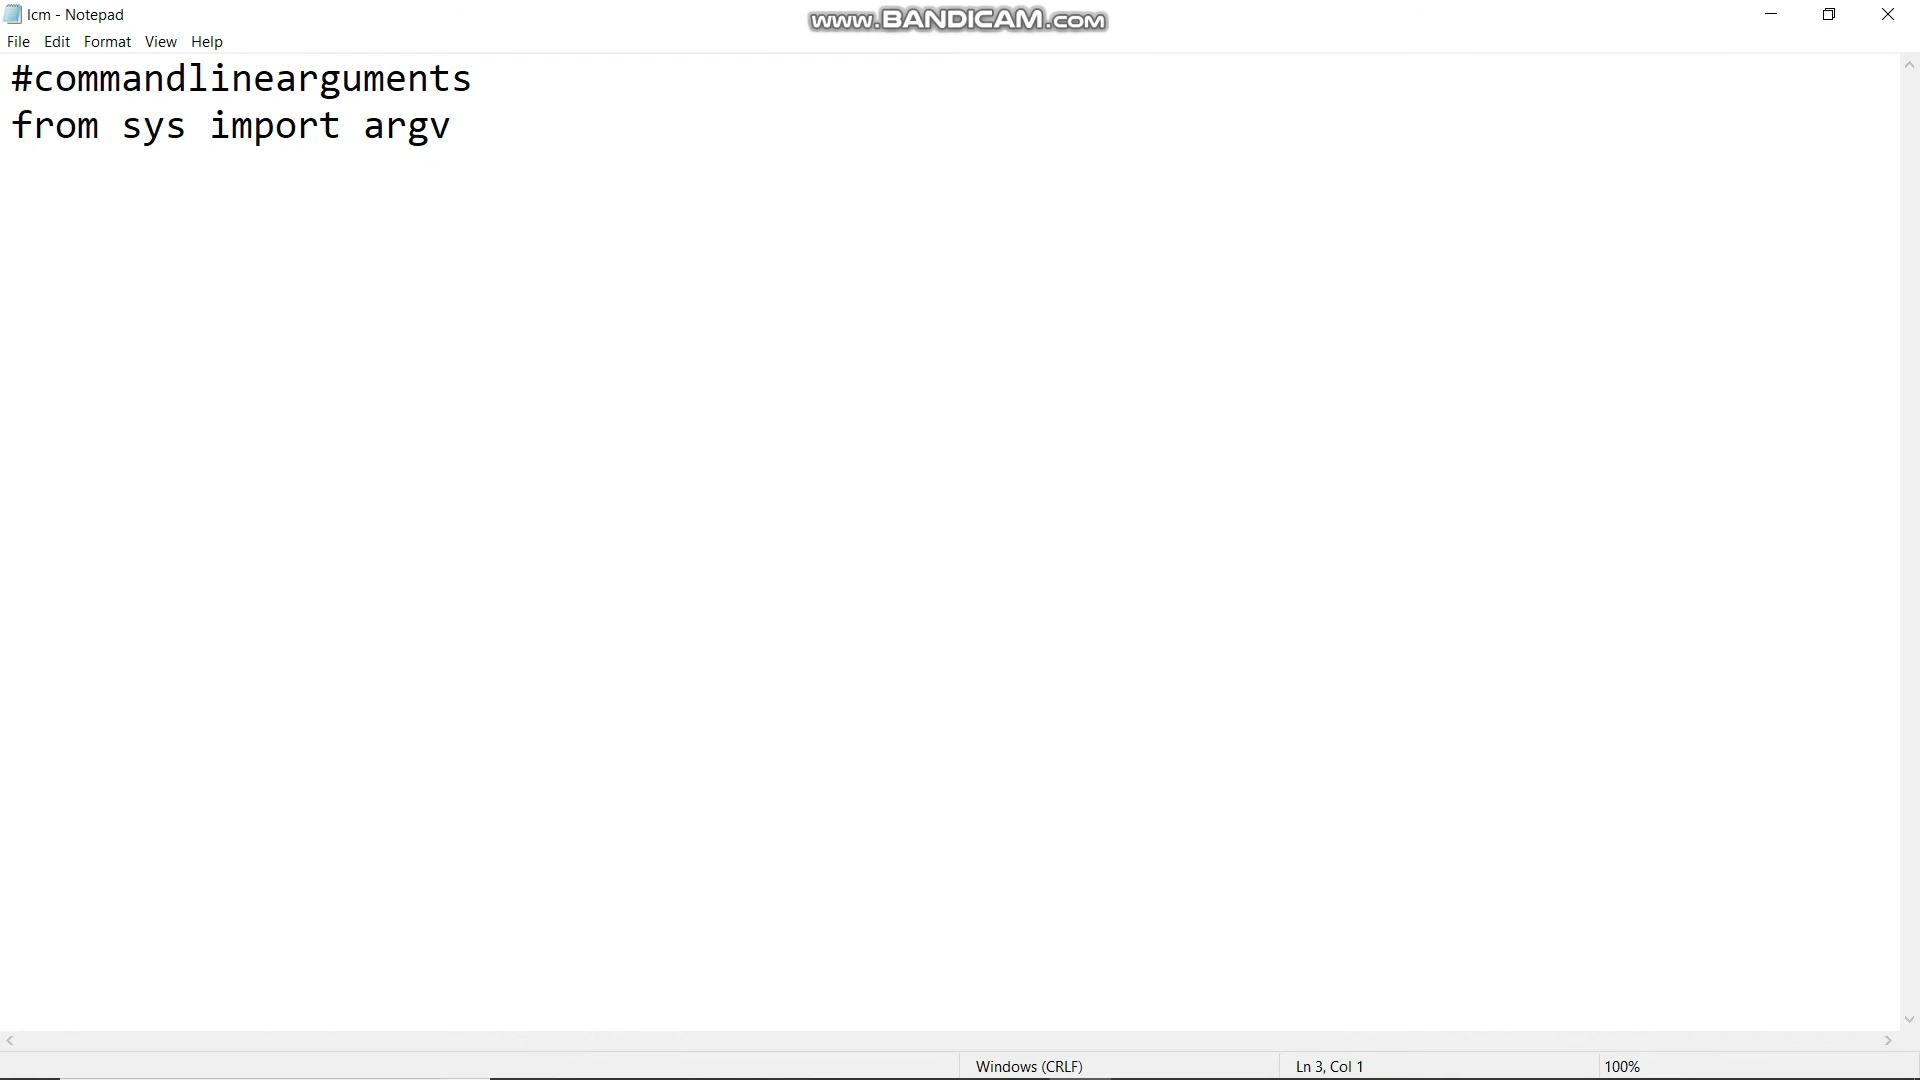 lcm - Notepad
www.BANDICAM.com
File Edit Format View Help
#commandlinearguments
from sys import argv
Windows (CRLF)
Ln 3, Col 1
100%